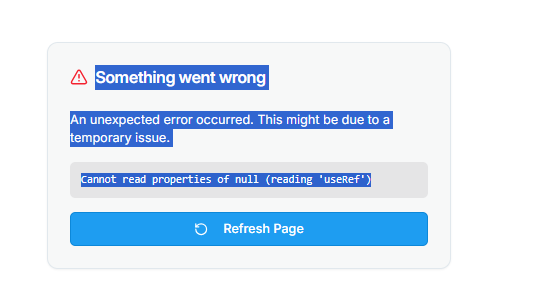 Something went wrong
An unexpected error occurred. This might be due to a
temporary issue.
Cannot read properties of null (reading 'useRef')
Refresh Page